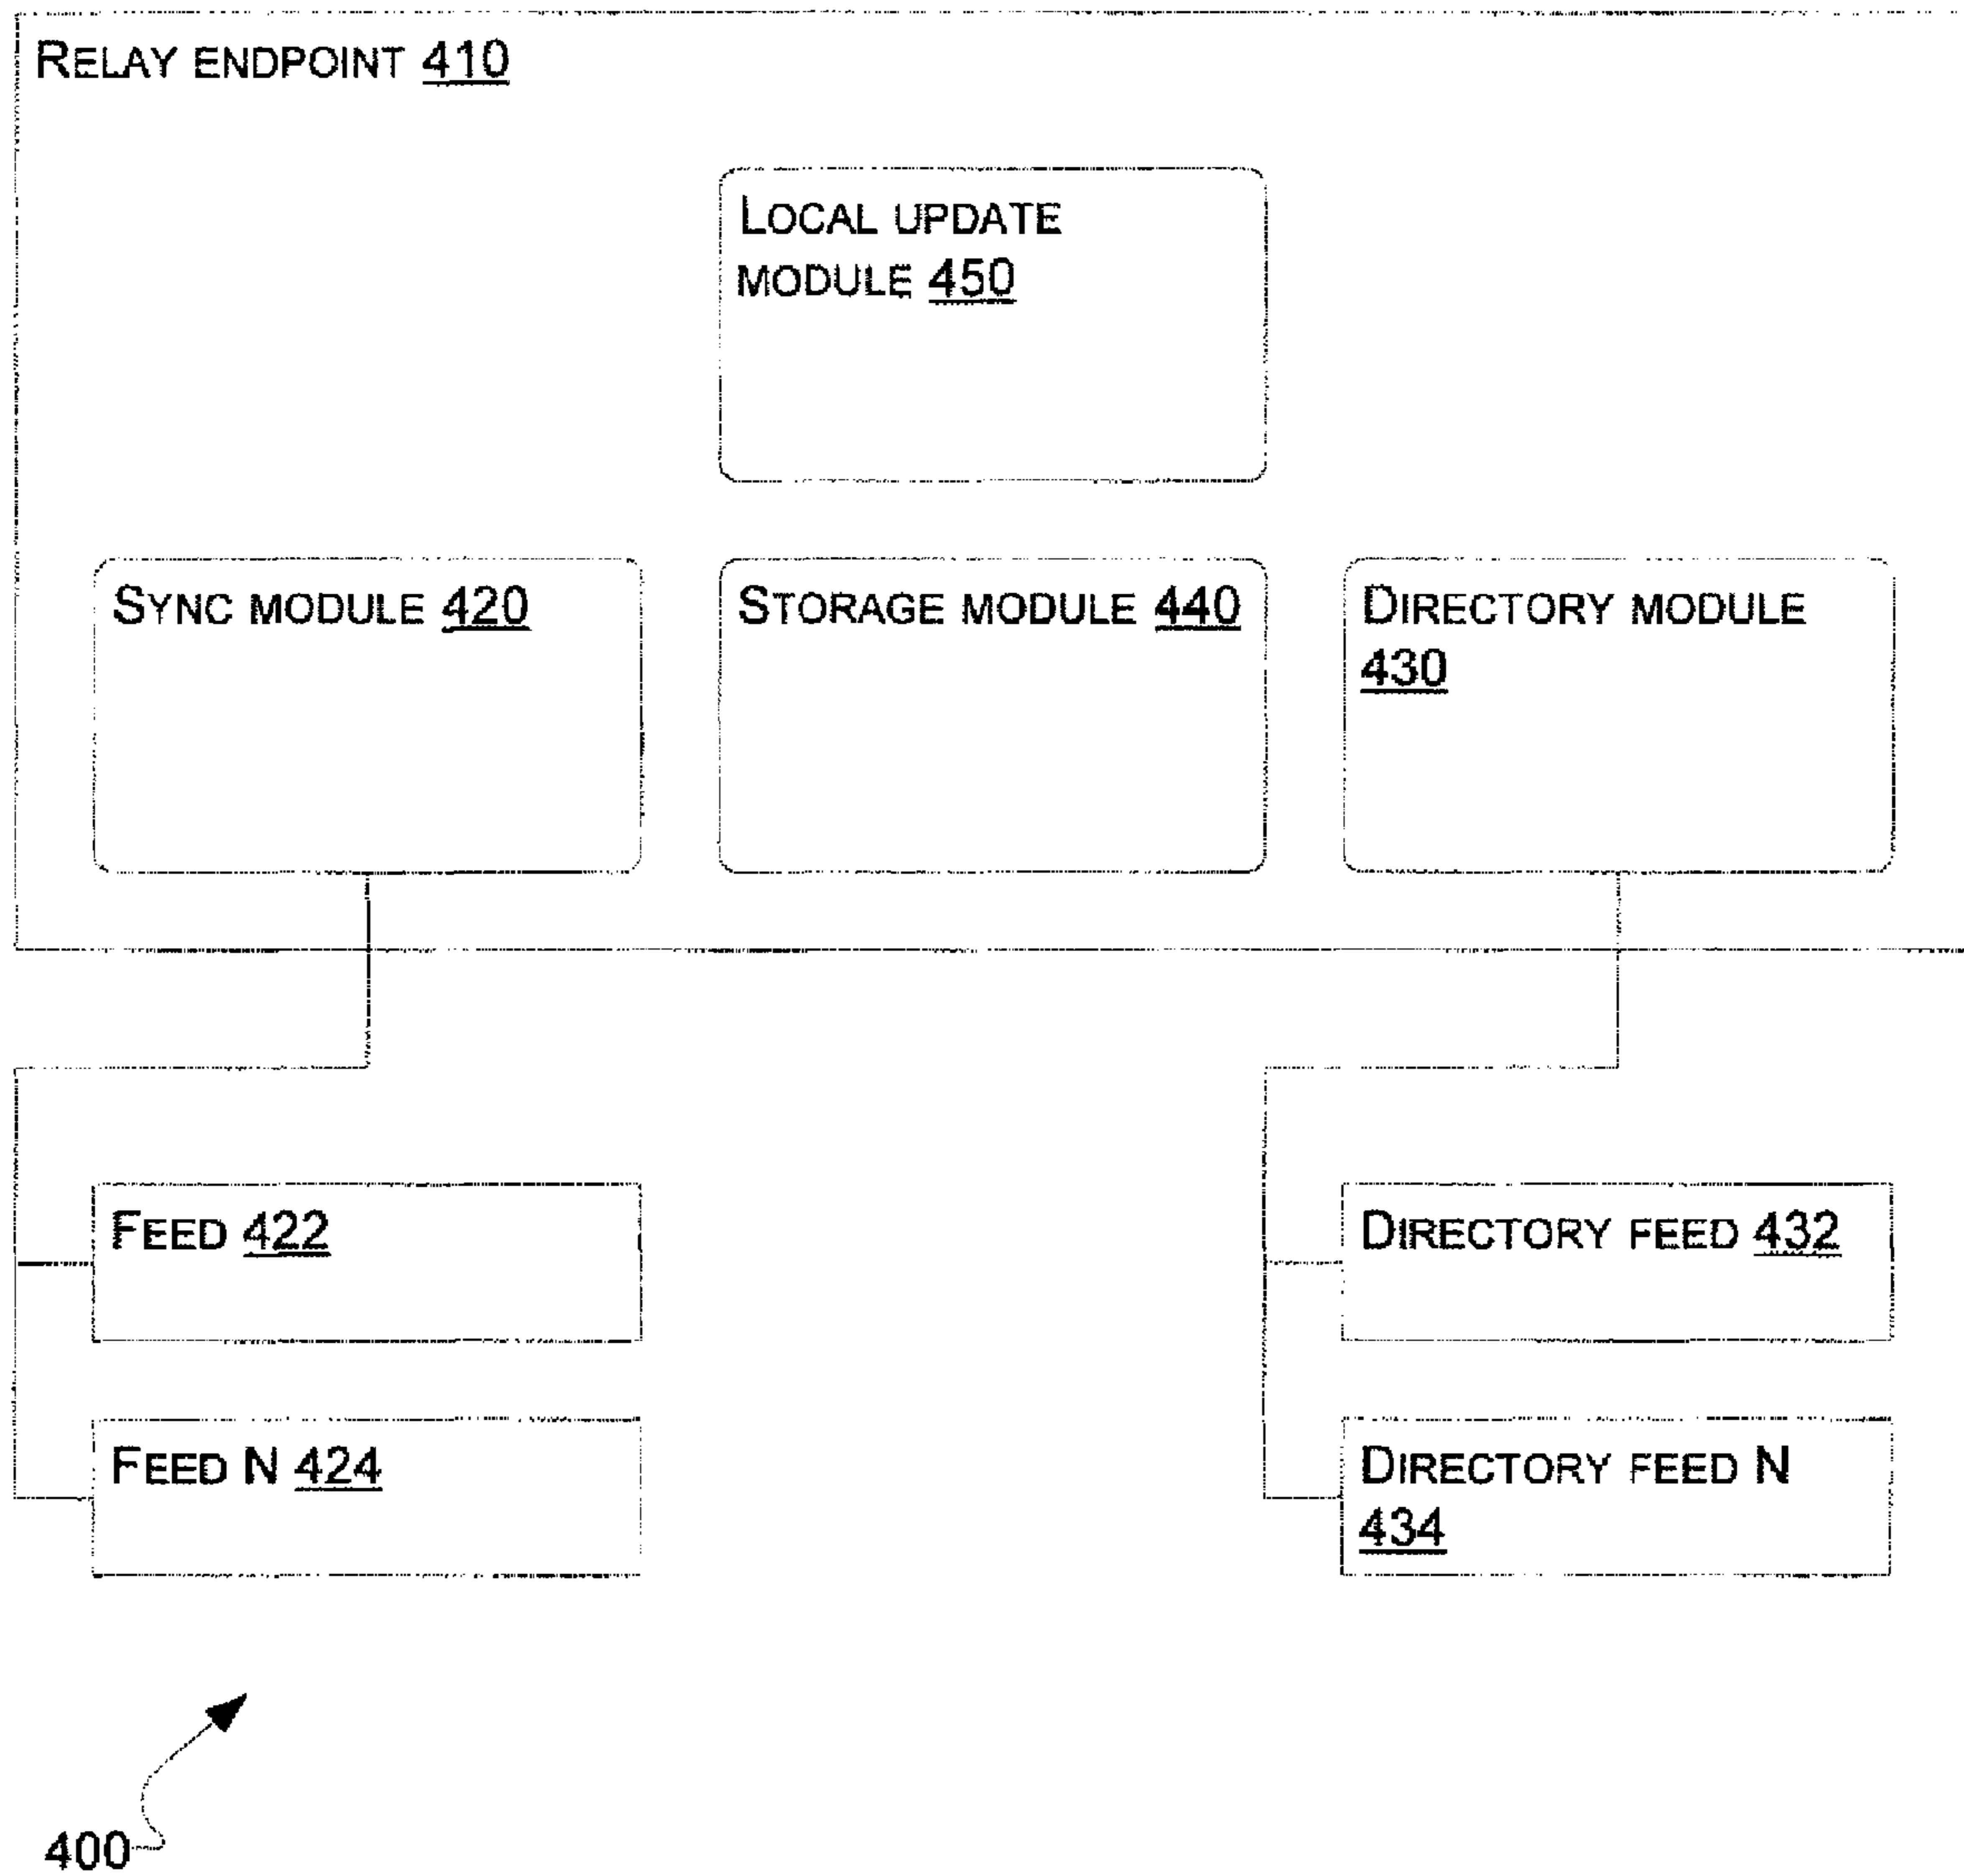 RELAY ENDPOINT 410
LOCAL UPDATE
MODULE 450
SYNC MODULE 420
STORAGE MODULE 440
DIRECTORY MODULE
430
FEED 422
DIRECTORY FEED 432
FEED N 424
DIRECTORY FEED N
434
400